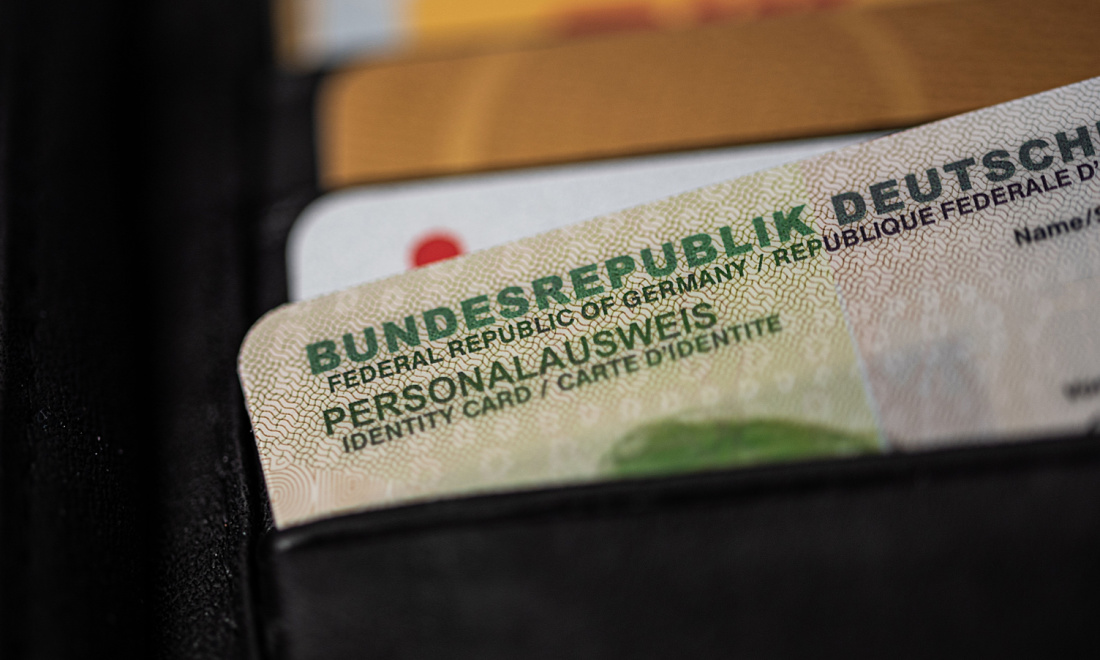 BUNDESREPUBLIK DEUTSCH
FEDERAL REPUBLIC OF GERMANY / REPUBLIQUE FEDERALE D'
PERSONALAUSWEIS
IDENTITY CARD / CARTE D'IDENTITE
Name/S